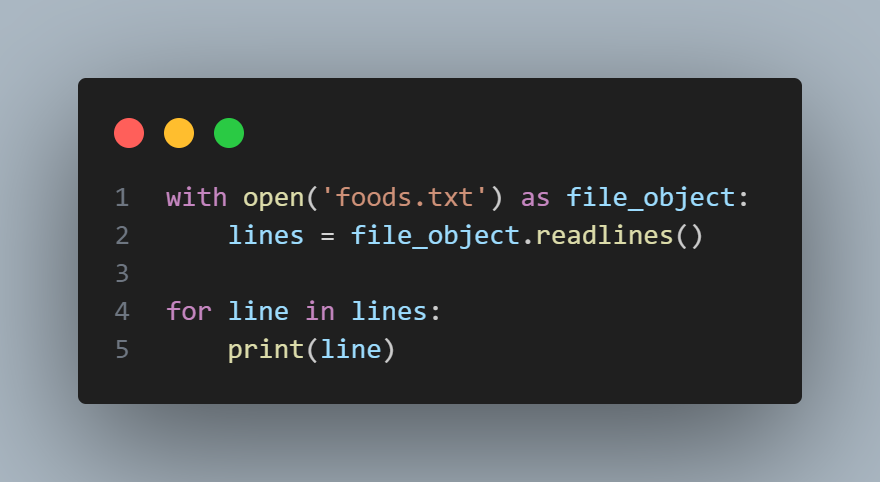 1 with open('foods.txt') as file_object:
2     lines = file_object.readlines()
3
4 for line in lines:
5     print(line)